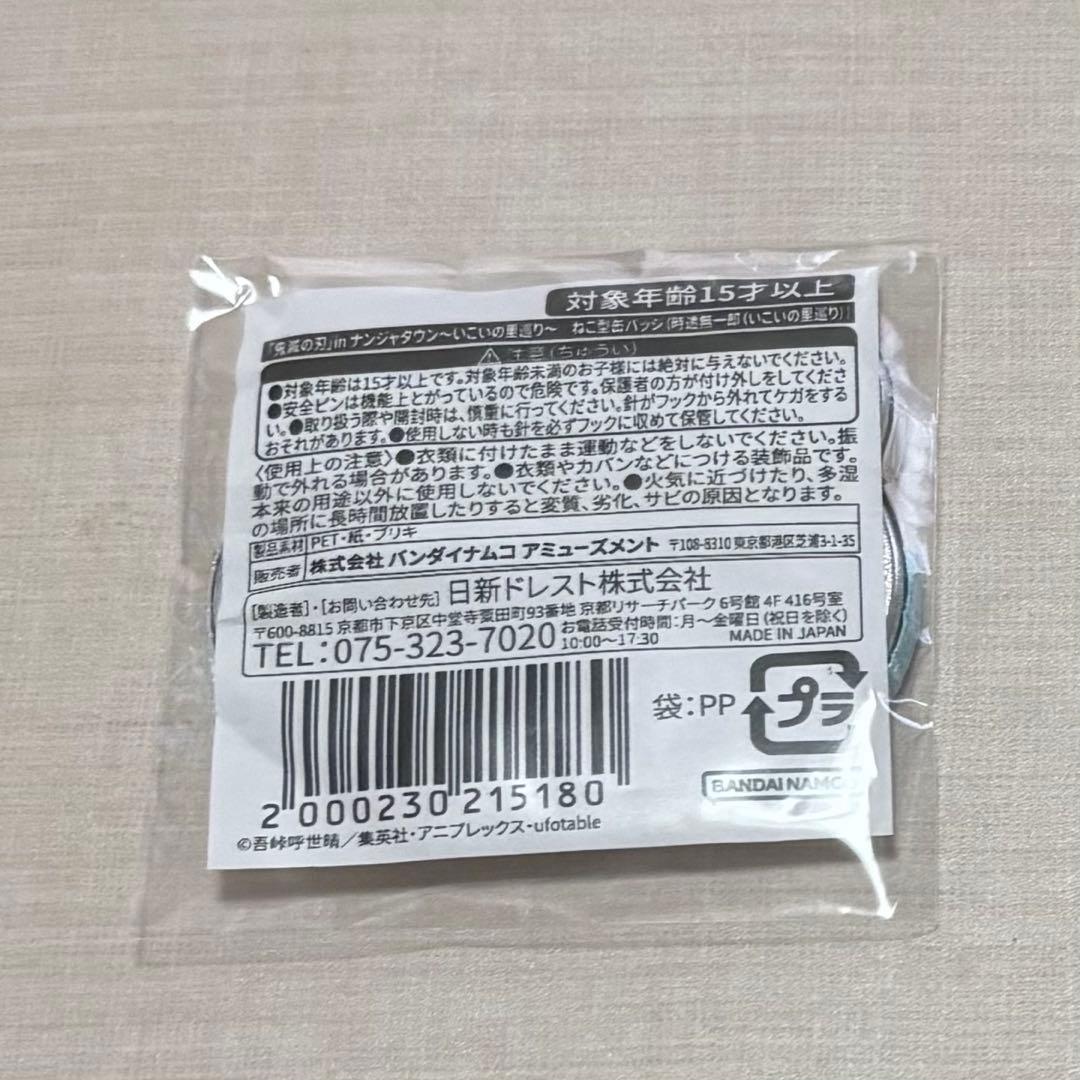 対象年齢15才以上
「鬼滅の刃」in ナンジャタウン～いこいの里巡り～ ねこ型缶バッジ(時透無一郎(いこいの里巡り))
注意(ちゅうい)
●対象年齢は15才以上です。対象年齢未満のお子様には絶対に与えないでください。
●安全ピンは機能上とがっているので危険です。保護者の方が付け外しをしてくださ
い。●取り扱う際や開封時は、慎重に行ってください。針がフックから外れてケガをする
おそれがあります。●使用しない時も針を必ずフックに収めて保管してください。
〈使用上の注意〉●衣類に付けたまま運動などをしないでください。振
動で外れる場合があります。●衣類やカバンなどにつける装飾品です。
本来の用途以外に使用しないでください。●火気に近づけたり、多湿
の場所に長時間放置したりすると変質、劣化、サビの原因となります。
製品素材 PET・紙・ブリキ
販売者 株式会社 バンダイナムコ アミューズメント 〒108-8310 東京都港区芝浦3-1-35
[製造者]・[お問い合わせ先] 日新ドレスト株式会社
〒600-8815 京都市下京区中堂寺粟田町93番地 京都リサーチパーク 6号館 4F 416号室
TEL:075-323-7020 お電話受付時間:月～金曜日(祝日を除く)
10:00～17:30 MADE IN JAPAN
袋:PP プラ
BANDAI NAMCO
2 000230 215180
©吾峠呼世晴／集英社・アニプレックス・ufotable